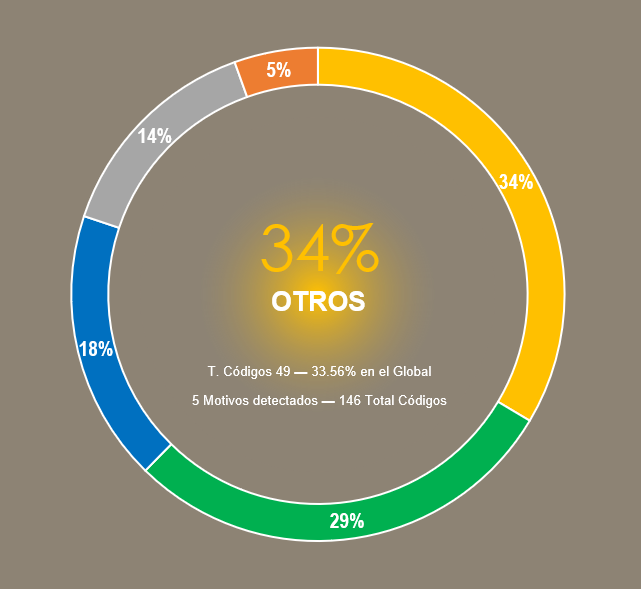 5%
14%
34%
34%
OTROS
18%
T. Códigos 49 — 33.56% en el Global
5 Motivos detectados — 146 Total Códigos
29%